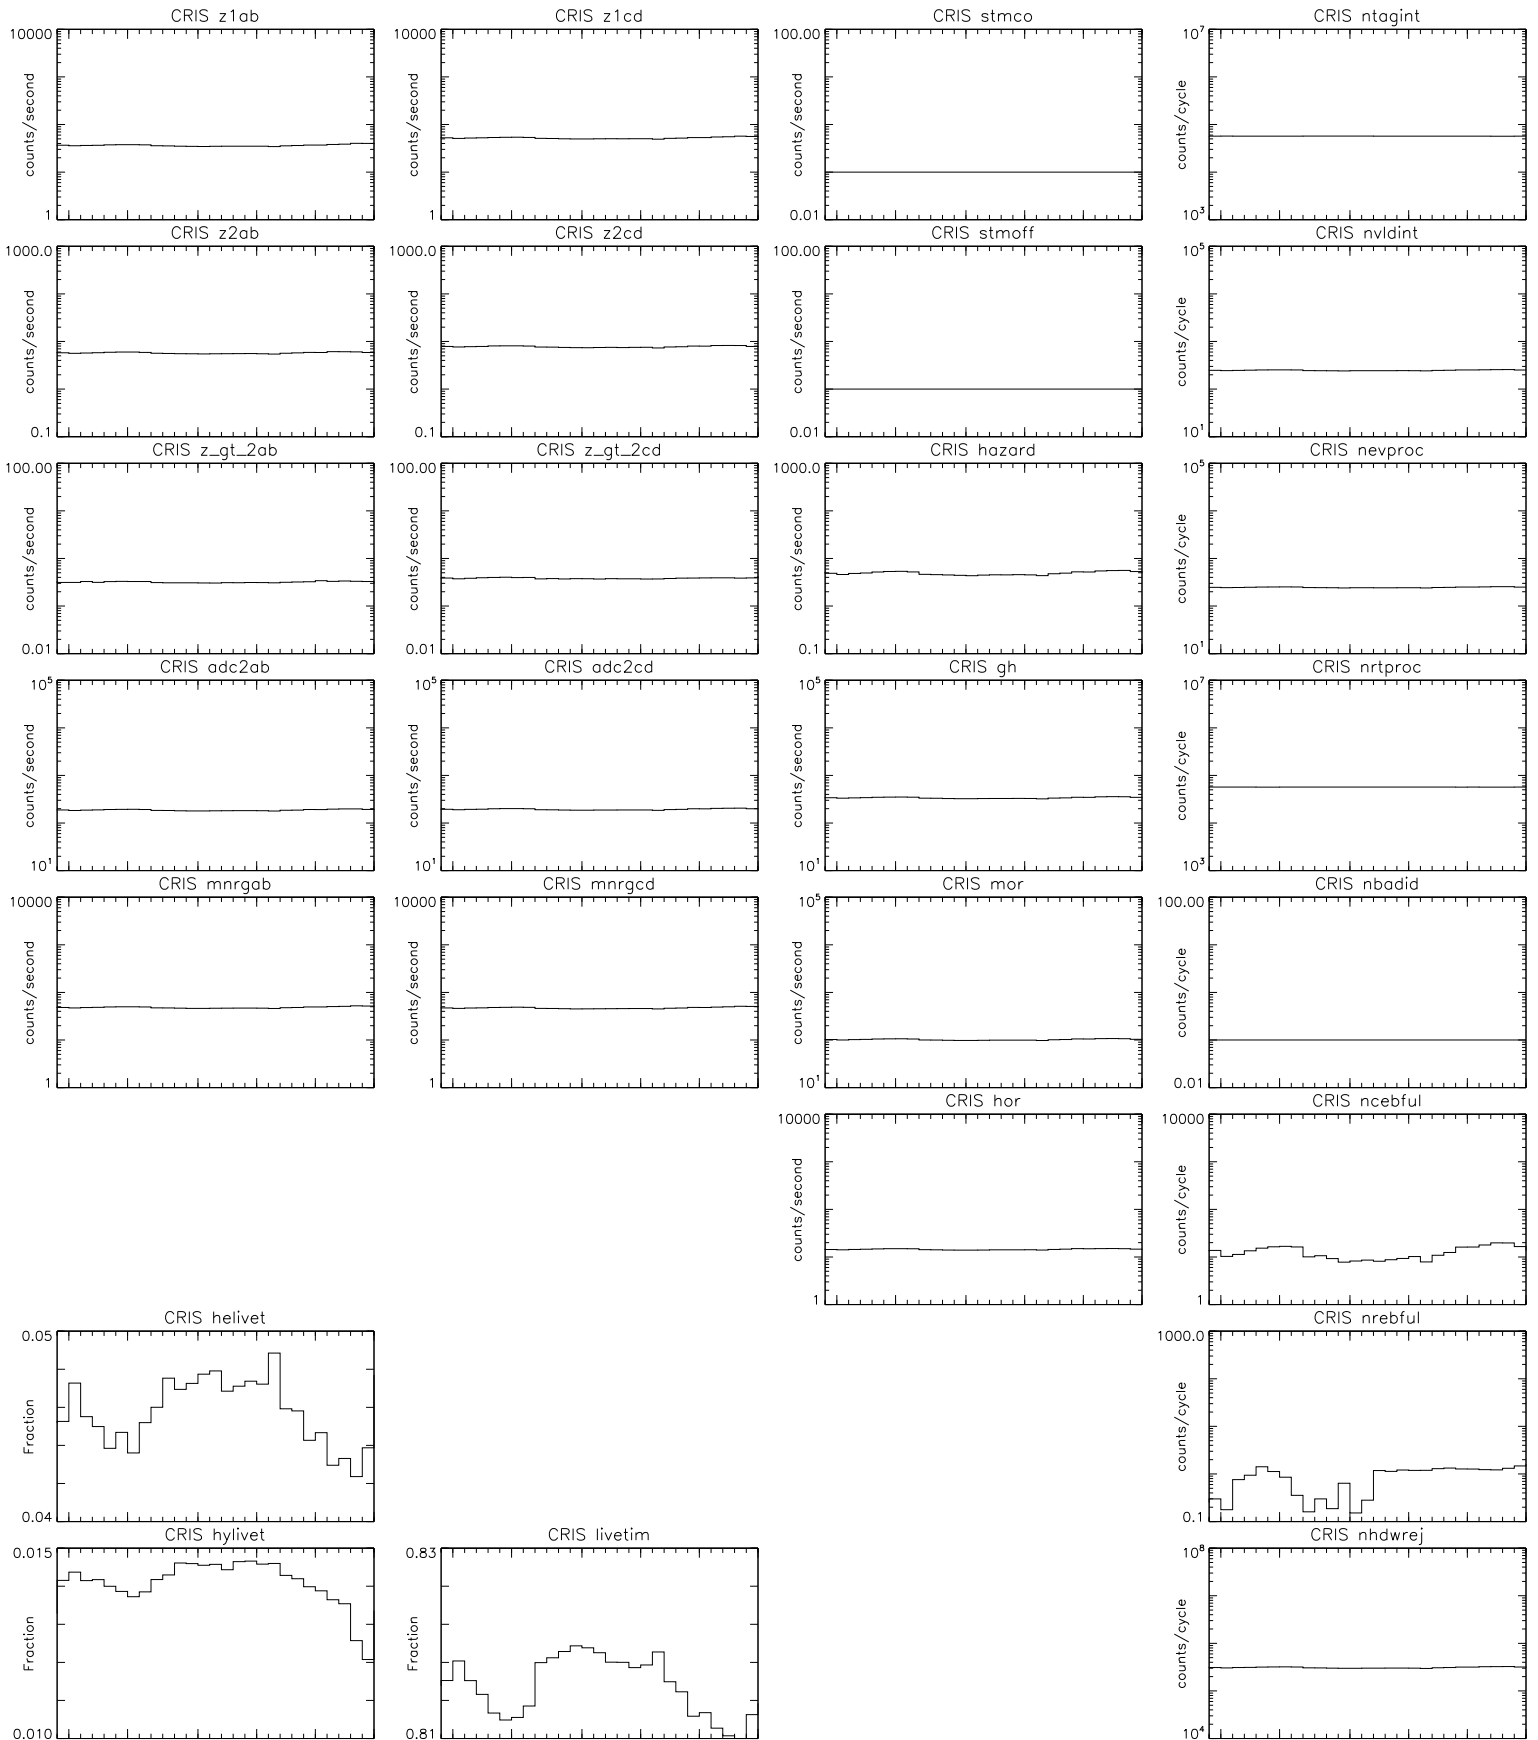 CRIS z1ab
10000
counts/second
1
CRIS z1cd
10000
counts/second
1
CRIS stmco
100.00
counts/second
0.01
CRIS ntagint
10^7
counts/cycle
10^3
CRIS z2ab
1000.0
counts/second
0.1
CRIS z2cd
1000.0
counts/second
0.1
CRIS stmoff
100.00
counts/second
0.01
CRIS nvldint
10^5
counts/cycle
10^1
CRIS z_gt_2ab
100.00
counts/second
0.01
CRIS z_gt_2cd
100.00
counts/second
0.01
CRIS hazard
1000.0
counts/second
0.1
CRIS nevproc
10^5
counts/cycle
10^1
CRIS adc2ab
10^5
counts/second
10^1
CRIS adc2cd
10^5
counts/second
10^1
CRIS gh
10^5
counts/second
10^1
CRIS nrtproc
10^7
counts/cycle
10^3
CRIS mnrgab
10000
counts/second
1
CRIS mnrgcd
10000
counts/second
1
CRIS mor
10^5
counts/second
10^1
CRIS nbadid
100.00
counts/cycle
0.01
CRIS hor
10000
counts/second
1
CRIS ncebful
10000
counts/cycle
1
CRIS helivet
0.05
Fraction
0.04
CRIS nrebful
1000.0
counts/cycle
0.1
CRIS hylivet
0.015
Fraction
0.010
CRIS livetim
0.83
Fraction
0.81
CRIS nhdwrej
10^8
counts/cycle
10^4